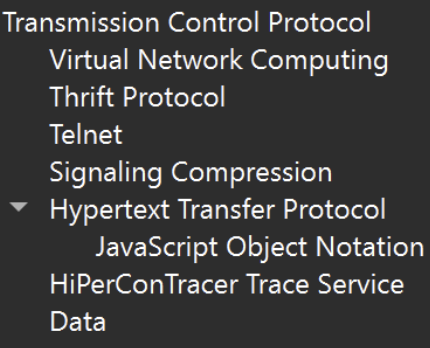 Transmission Control Protocol
Virtual Network Computing
Thrift Protocol
Telnet
Signaling Compression
Hypertext Transfer Protocol
JavaScript Object Notation
HiPerConTracer Trace Service
Data